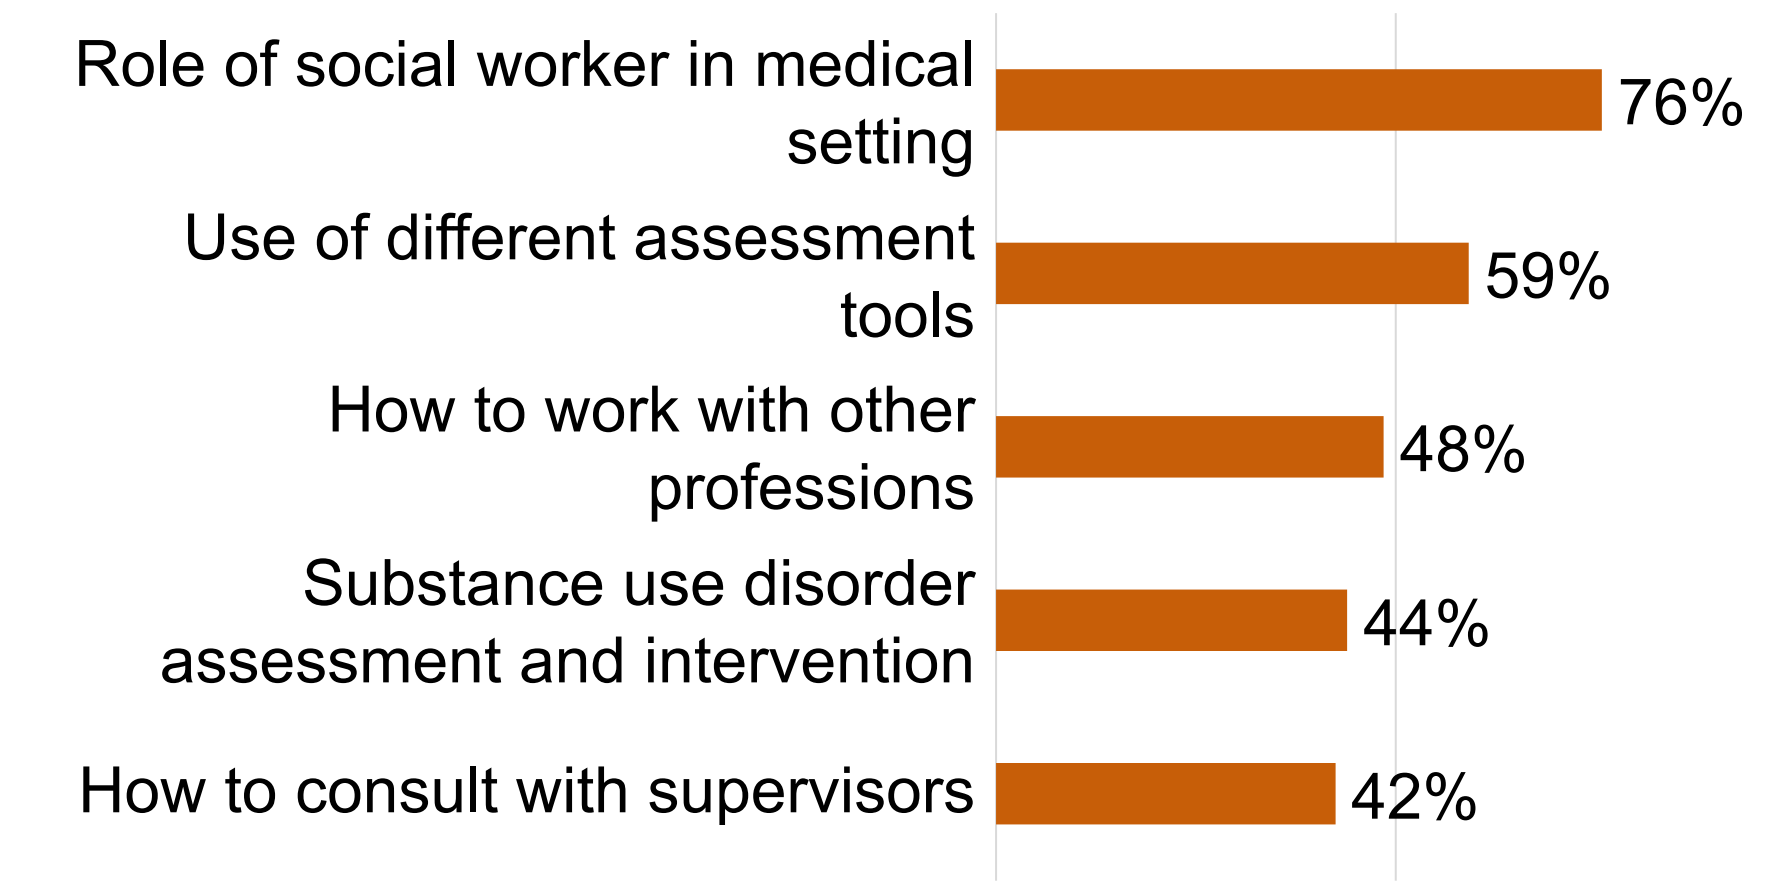 Role of social worker in medical
setting
76%
Use of different assessment
tools
59%
How to work with other
professions
48%
Substance use disorder
assessment and intervention
44%
How to consult with supervisors
42%